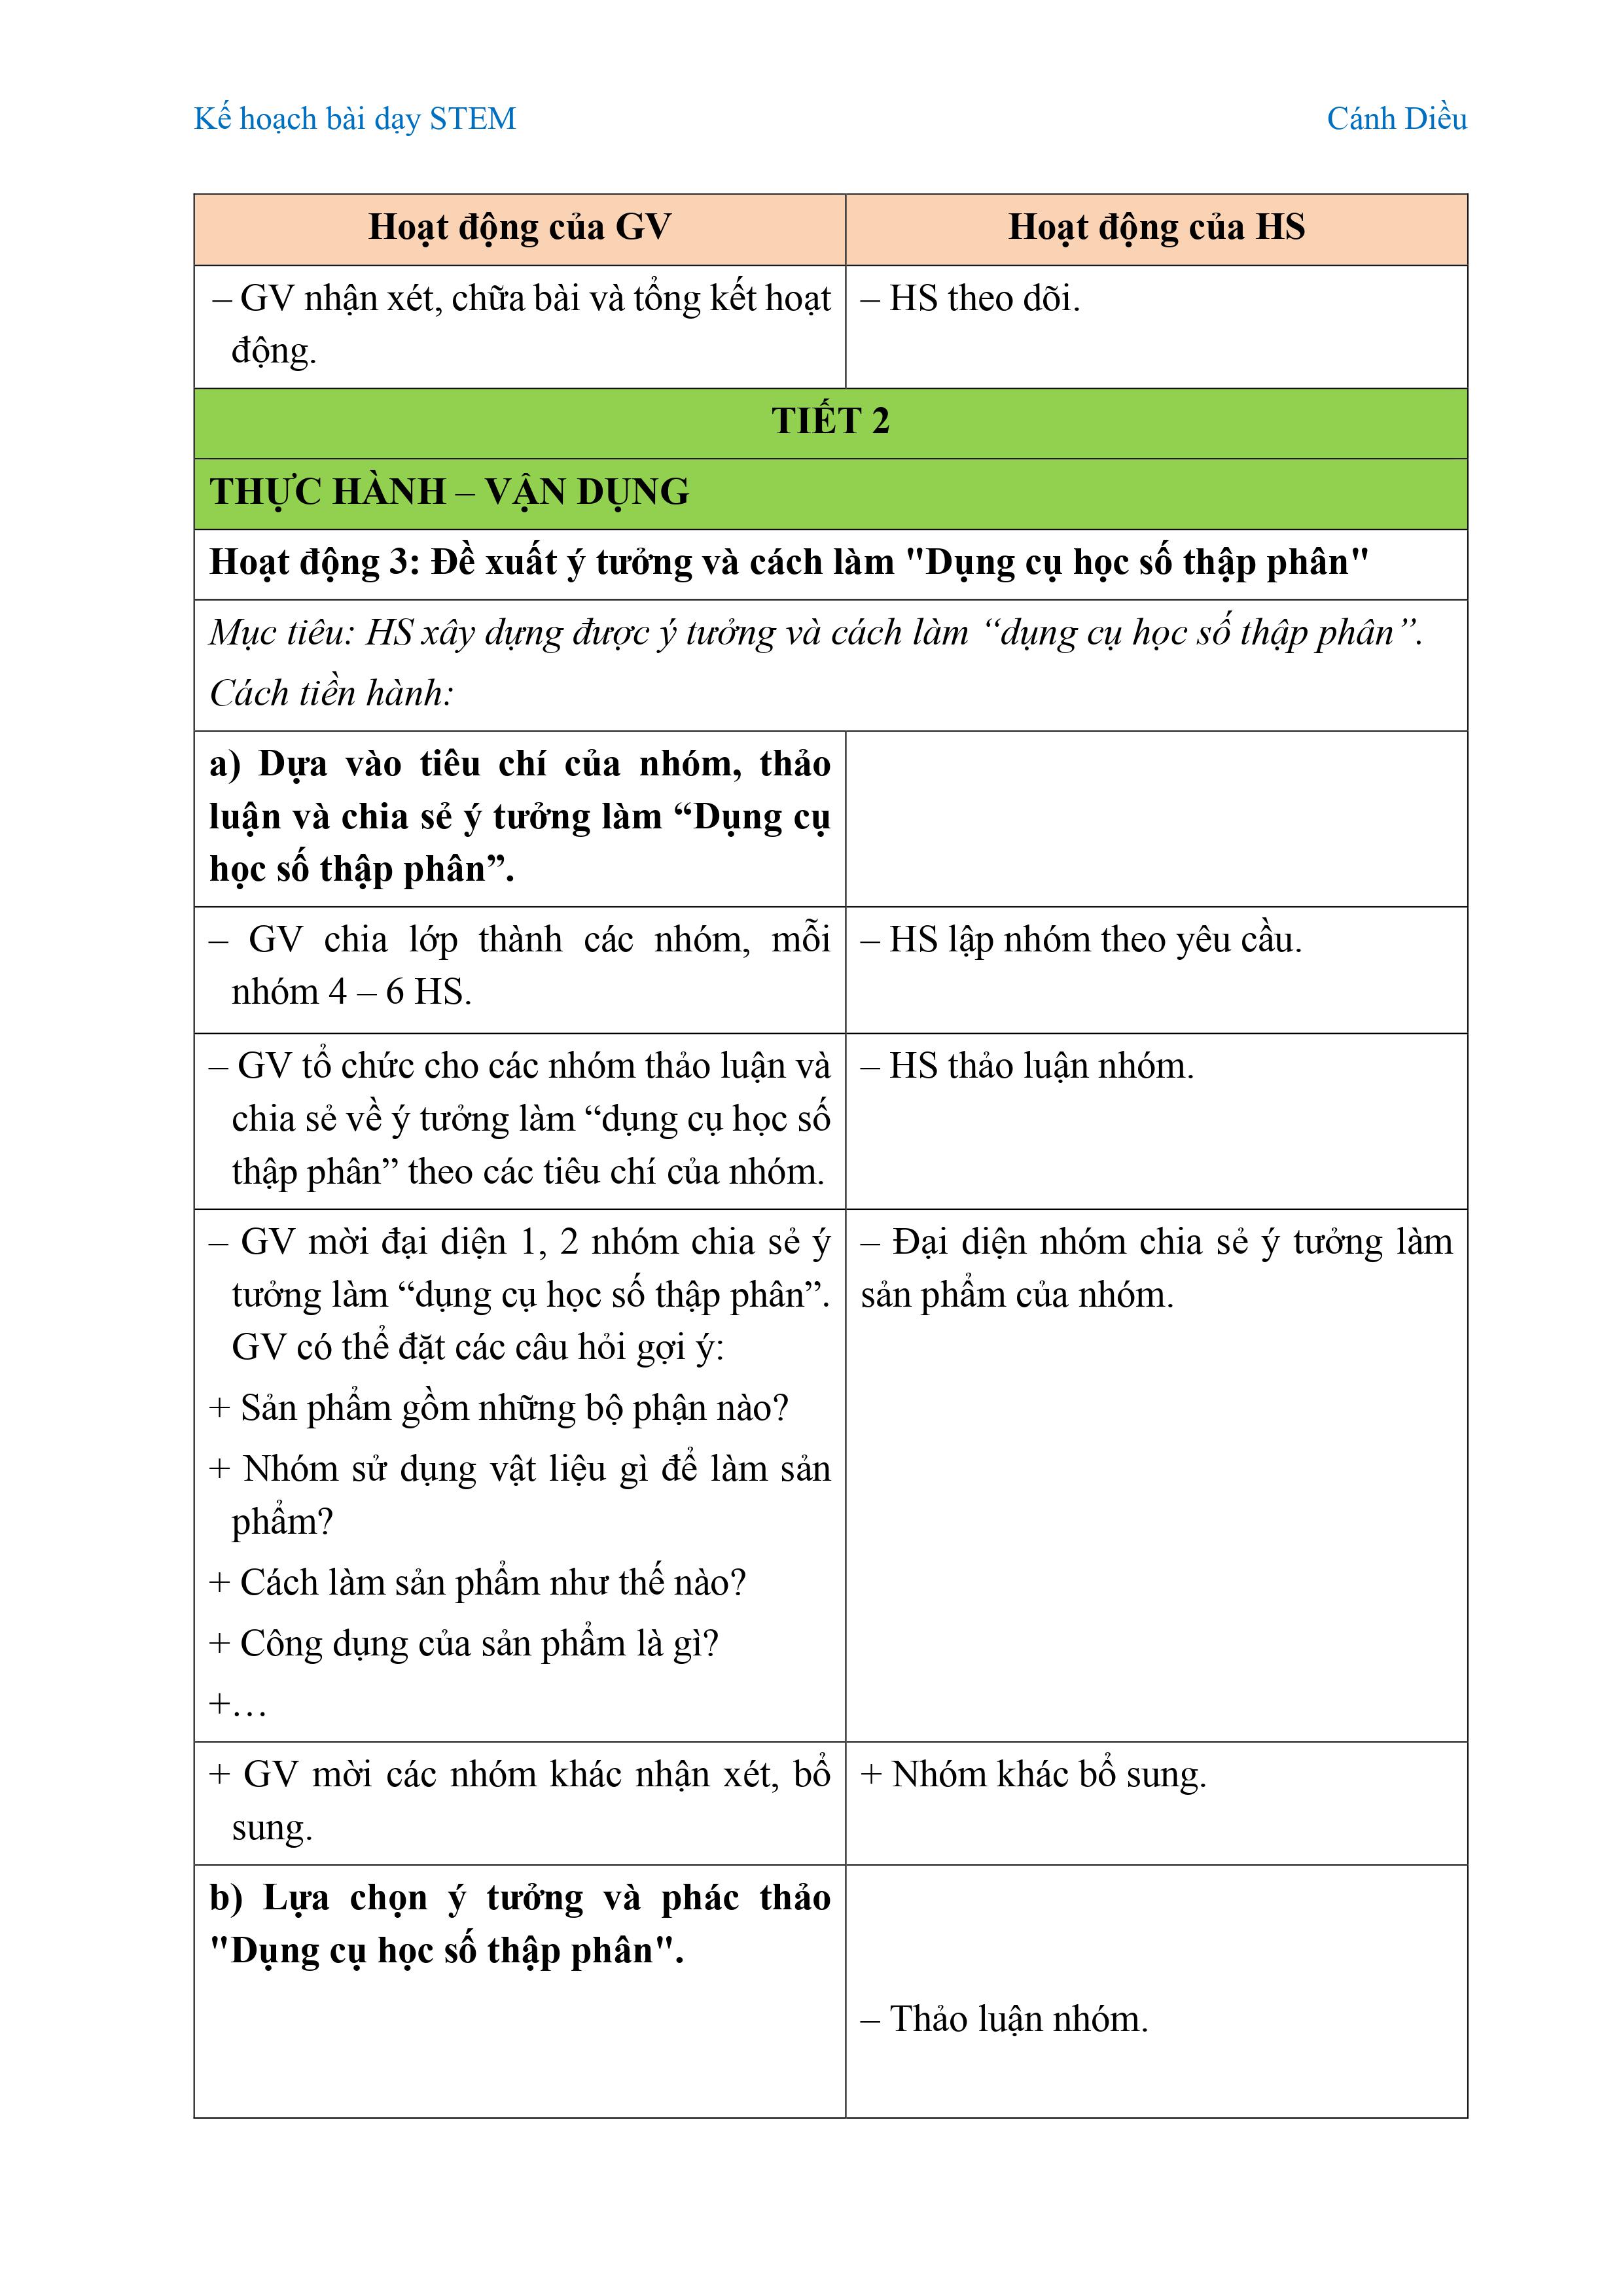 Kế hoạch bài dạy STEM
Cánh Diều
Hoạt động của GV
Hoạt động của HS
– GV nhận xét, chữa bài và tổng kết hoạt
động.
– HS theo dõi.
TIẾT 2
THỰC HÀNH – VẬN DỤNG
Hoạt động 3: Đề xuất ý tưởng và cách làm "Dụng cụ học số thập phân"
Mục tiêu: HS xây dựng được ý tưởng và cách làm “dụng cụ học số thập phân”.
Cách tiền hành:
a) Dựa vào tiêu chí của nhóm, thảo
luận và chia sẻ ý tưởng làm “Dụng cụ
học số thập phân”.
– GV chia lớp thành các nhóm, mỗi
nhóm 4 – 6 HS.
– HS lập nhóm theo yêu cầu.
– GV tổ chức cho các nhóm thảo luận và
chia sẻ về ý tưởng làm “dụng cụ học số
thập phân” theo các tiêu chí của nhóm.
– HS thảo luận nhóm.
– GV mời đại diện 1, 2 nhóm chia sẻ ý
tưởng làm “dụng cụ học số thập phân”.
GV có thể đặt các câu hỏi gợi ý:
+ Sản phẩm gồm những bộ phận nào?
+ Nhóm sử dụng vật liệu gì để làm sản
phẩm?
+ Cách làm sản phẩm như thế nào?
+ Công dụng của sản phẩm là gì?
+…
– Đại diện nhóm chia sẻ ý tưởng làm
sản phẩm của nhóm.
+ GV mời các nhóm khác nhận xét, bổ
sung.
+ Nhóm khác bổ sung.
b) Lựa chọn ý tưởng và phác thảo
"Dụng cụ học số thập phân".
– Thảo luận nhóm.